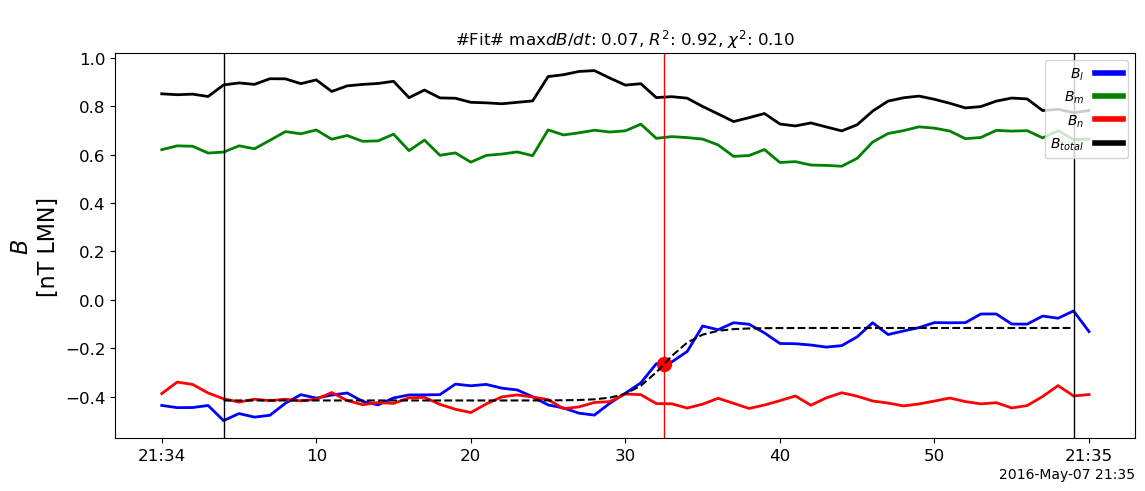 #Fit# maxdB/dt: 0.07, R²: 0.92, χ²: 0.10
B
[nT LMN]
1.0
0.8
0.6
0.4
0.2
0.0
−0.2
−0.4
B_l
B_m
B_n
B_total
21:34 10 20 30 40 50 21:35
2016-May-07 21:35